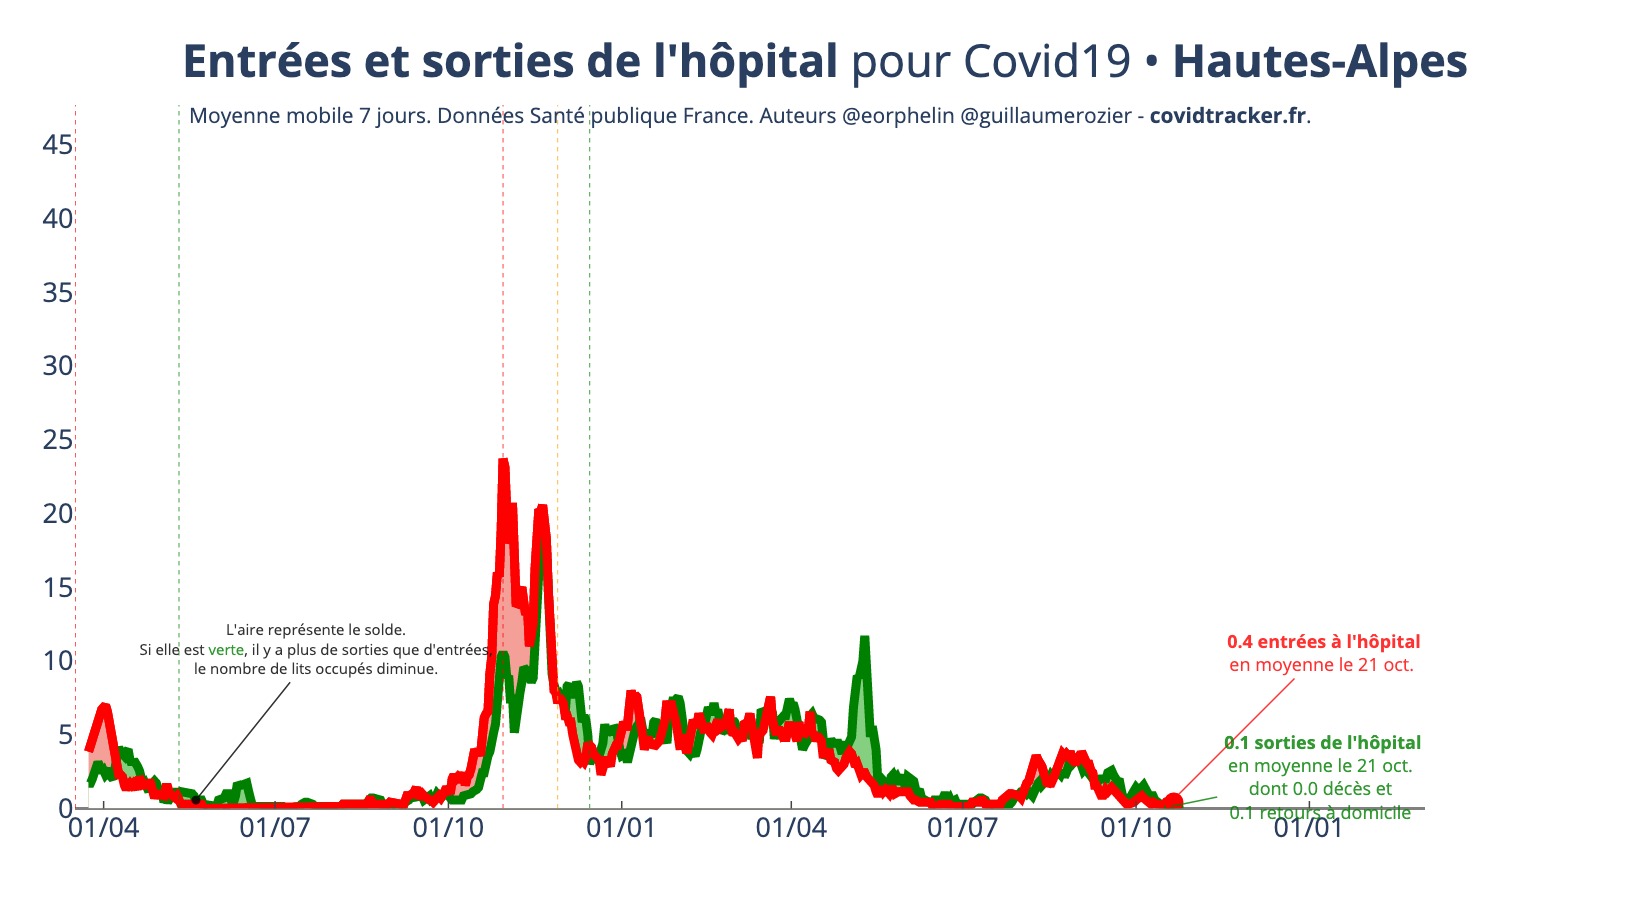 Entrées et sorties de l'hôpital pour Covid19 • Hautes-Alpes
Moyenne mobile 7 jours. Données Santé publique France. Auteurs @eorphelin @guillaumerozier - covidtracker.fr.
45
40
35
30
25
20
15
10
5
0
L'aire représente le solde.
Si elle est verte, il y a plus de sorties que d'entrées,
le nombre de lits occupés diminue.
0.4 entrées à l'hôpital
en moyenne le 21 oct.
0.1 sorties de l'hôpital
en moyenne le 21 oct.
dont 0.0 décès et
0.1 retours à domicile
01/04 01/07 01/10 01/01 01/04 01/07 01/10 01/01